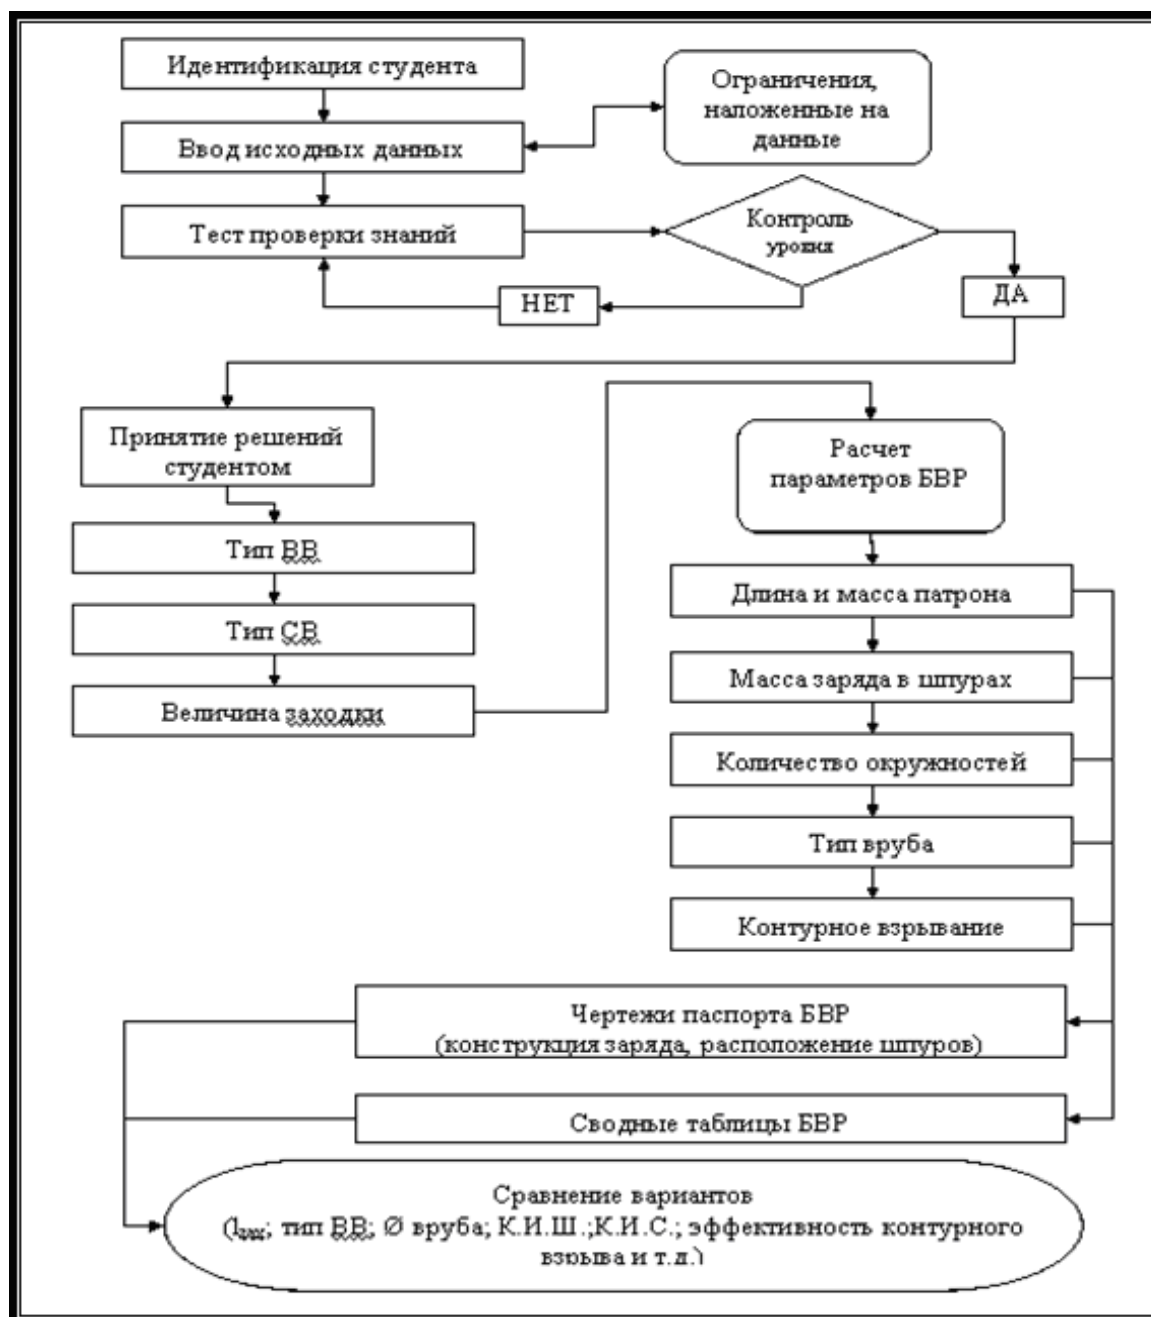 Идентификация студента
Ограничения,
наложенные на
данные
Ввод исходных данных
Тест проверки знаний
Контроль
уровня
НЕТ
ДА
Принятие решений
студентом
Тип ВВ
Тип СВ
Величина заходки
Расчет
параметров БВР
Длина и масса патрона
Масса заряда в шпурах
Количество окружностей
Тип вруба
Контурное взрывание
Чертежи паспорта БВР
(конструкция заряда, расположение шпуров)
Сводные таблицы БВР
Сравнение вариантов
тип ВВ; Ø вруба; К.И.Ш.;К.И.С.; эффективность контурного
взрыва и т.д.)